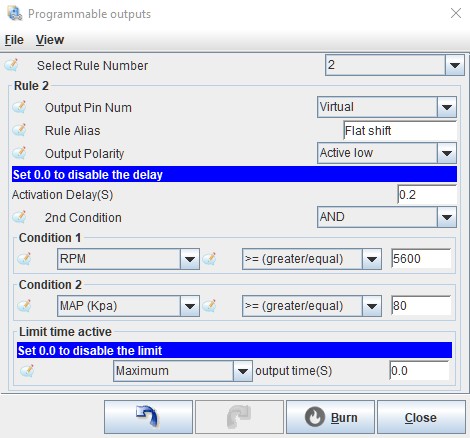 Programmable outputs
File View
Select Rule Number 2
Rule 2
Output Pin Num Virtual
Rule Alias Flat shift
Output Polarity Active low
Set 0.0 to disable the delay
Activation Delay(S) 0.2
2nd Condition AND
Condition 1
RPM >= (greater/equal) 5600
Condition 2
MAP (Kpa) >= (greater/equal) 80
Limit time active
Set 0.0 to disable the limit
Maximum output time(S) 0.0
Burn Close